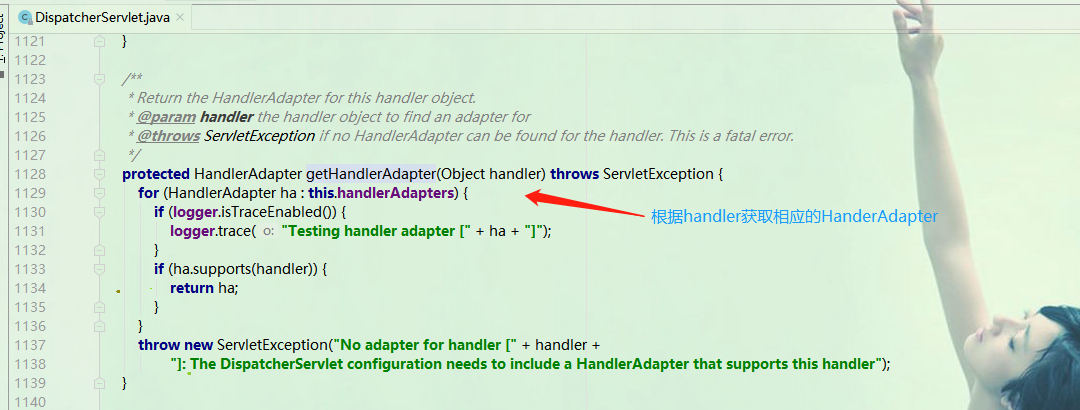 DispatcherServlet.java
1121 }
1122
1123 /**
1124 * Return the HandlerAdapter for this handler object.
1125 * @param handler the handler object to find an adapter for
1126 * @throws ServletException if no HandlerAdapter can be found for the handler. This is a fatal error.
1127 */
1128 protected HandlerAdapter getHandlerAdapter(Object handler) throws ServletException {
1129 for (HandlerAdapter ha : this.handlerAdapters) {
1130 if (logger.isTraceEnabled()) {
根据handler获取相应的HanderAdapter
1131 logger.trace( o: "Testing handler adapter [" + ha + "]");
1132 }
1133 if (ha.supports(handler)) {
1134 return ha;
1135 }
1136 }
1137 throw new ServletException("No adapter for handler [" + handler +
1138 "]: The DispatcherServlet configuration needs to include a HandlerAdapter that supports this handler");
1139 }
1140